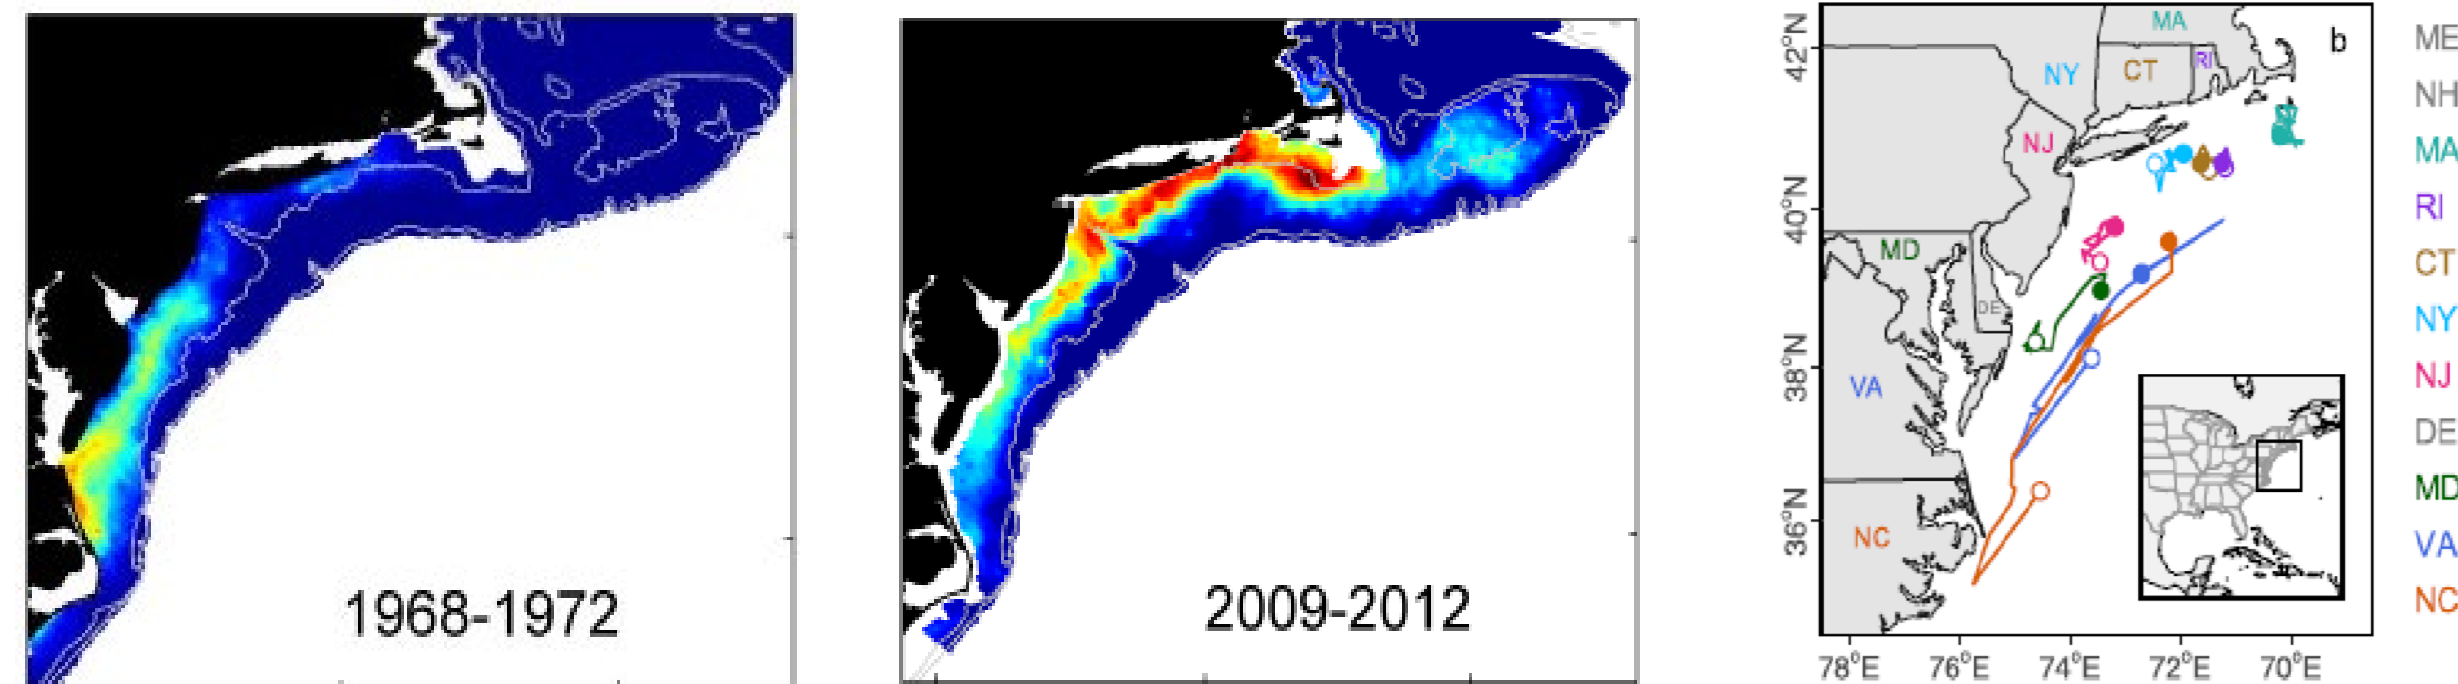 1968-1972
2009-2012
b
42°N
40°N
38°N
36°N
78°E
76°E
74°E
72°E
70°E
MA
NY
CT
RI
NJ
MD
DE
VA
NC
ME
NH
MA
RI
CT
NY
NJ
DE
MD
VA
NC